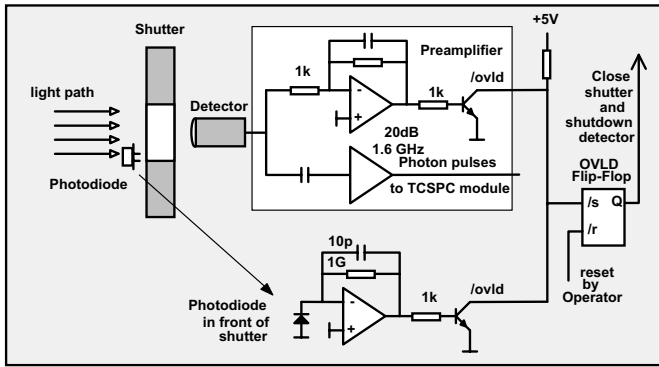 Shutter
light path
Photodiode
Detector
1k
Preamplifier
1k
/ovld
20dB
1.6 GHz
Photon pulses
to TCSPC module
+5V
Close
shutter
and
shutdown
detector
OVLD
Flip-Flop
/s Q
/r
reset
by
Operator
10p
1G
1k
/ovld
Photodiode
in front of
shutter